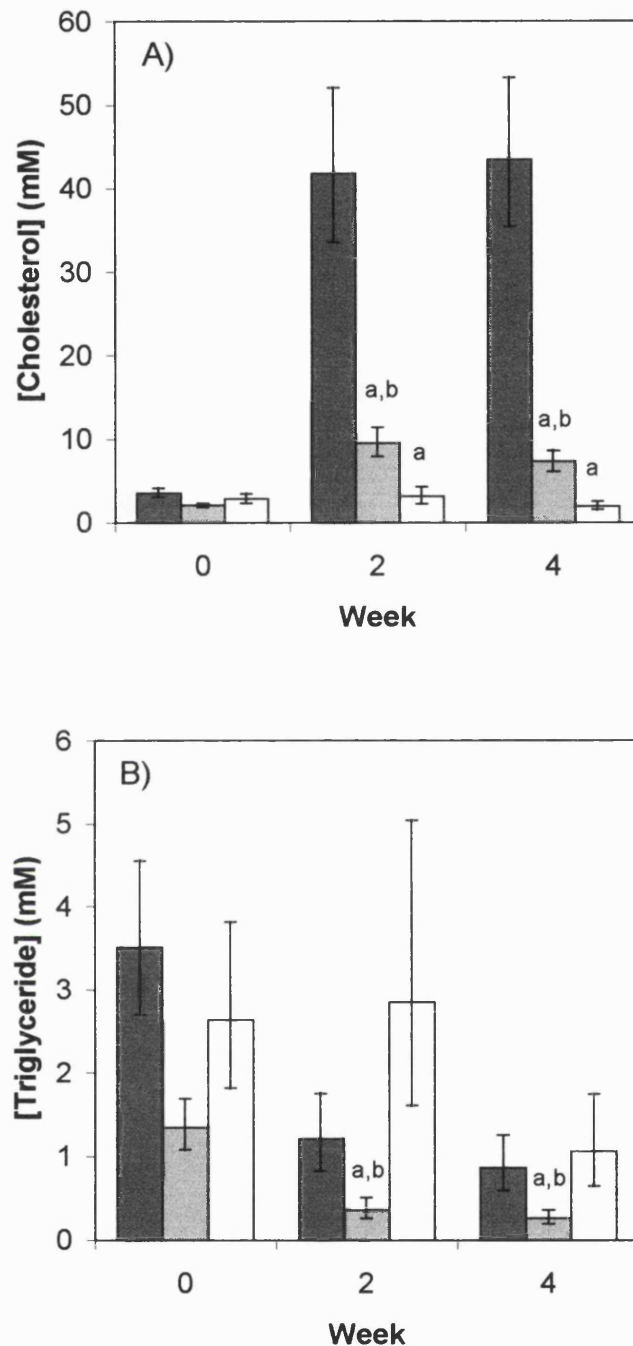 A)
60
50
40
30
20
10
0
[Cholesterol] (mM)
a,b
a
a,b
a
0 2 4
Week
B)
6
5
4
3
2
1
0
[Triglyceride] (mM)
a,b
a,b
0 2 4
Week